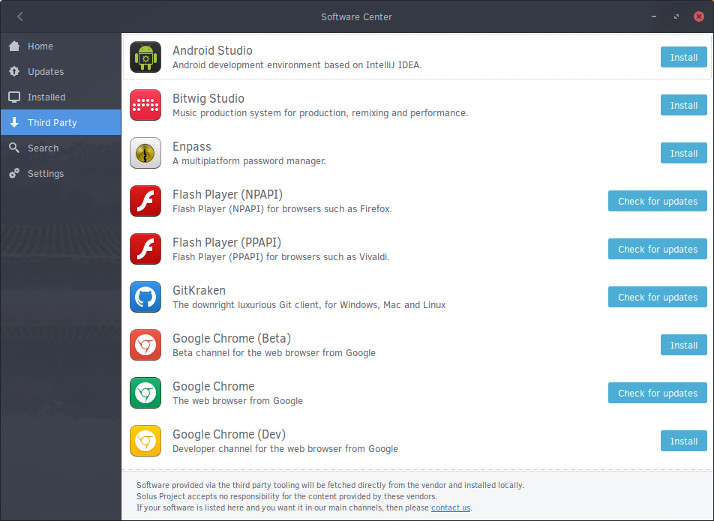 Software Center
Home
Updates
Installed
Third Party
Search
Settings
Android Studio
Android development environment based on IntelliJ IDEA.
Install
Bitwig Studio
Music production system for production, remixing and performance.
Install
Enpass
A multiplatform password manager.
Install
Flash Player (NPAPI)
Flash Player (NPAPI) for browsers such as Firefox.
Check for updates
Flash Player (PPAPI)
Flash Player (PPAPI) for browsers such as Vivaldi.
Check for updates
GitKraken
The downright luxurious Git client, for Windows, Mac and Linux
Check for updates
Google Chrome (Beta)
Beta channel for the web browser from Google
Install
Google Chrome
The web browser from Google
Check for updates
Google Chrome (Dev)
Developer channel for the web browser from Google
Install
Software provided via the third party tooling will be fetched directly from the vendor and installed locally.
Solus Project accepts no responsibility for the content provided by these vendors.
If your software is listed here and you want it in our main channels, then please contact us.